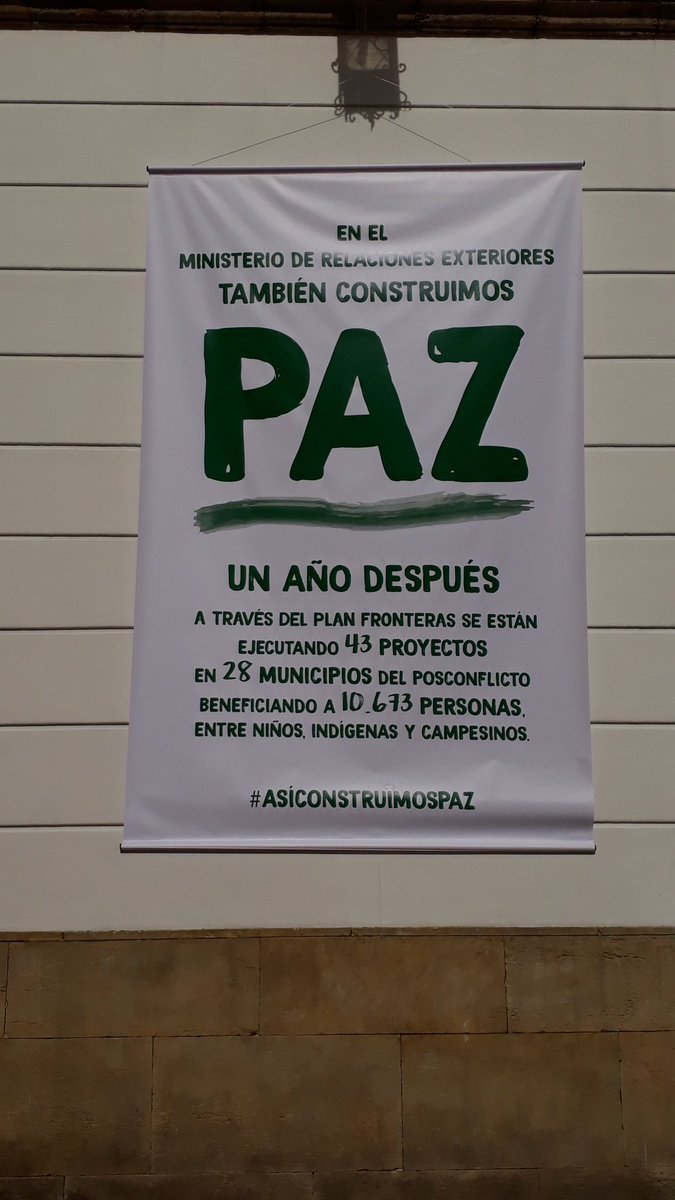 EN EL
MINISTERIO DE RELACIONES EXTERIORES
TAMBIÉN CONSTRUIMOS
PAZ
UN AÑO DESPUÉS
A TRAVÉS DEL PLAN FRONTERAS SE ESTÁN
EJECUTANDO 43 PROYECTOS
EN 28 MUNICIPIOS DEL POSCONFLICTO
BENEFICIANDO A 10.673 PERSONAS,
ENTRE NIÑOS, INDÍGENAS Y CAMPESINOS.
#ASÍCONSTRUIMOSPAZ